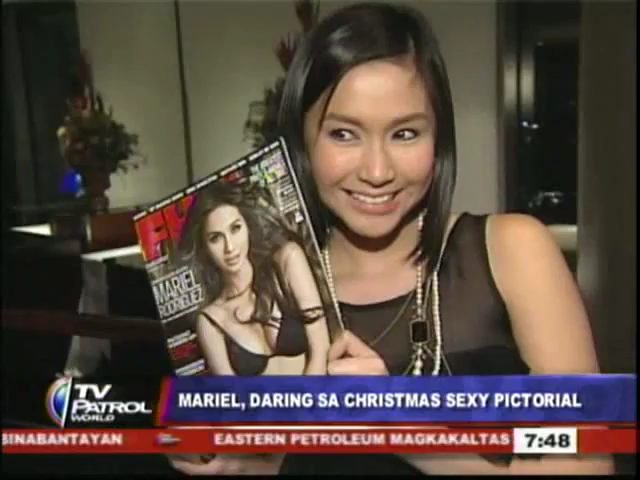 FHM
MARIEL
RODRIGUEZ
TV
PATROL
WORLD
MARIEL, DARING SA CHRISTMAS SEXY PICTORIAL
SINABANTAYAN
EASTERN PETROLEUM MAGKAKALTAS
7:48